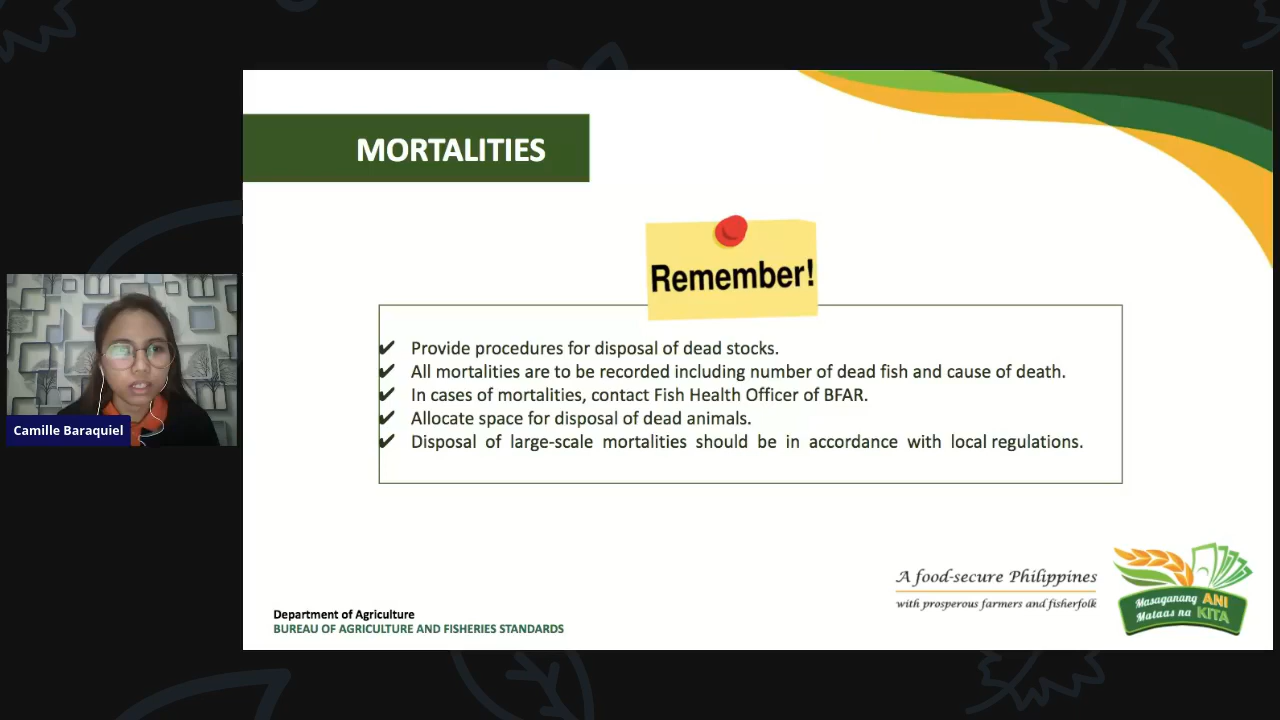 MORTALITIES
Remember!
✔ Provide procedures for disposal of dead stocks.
✔ All mortalities are to be recorded including number of dead fish and cause of death.
✔ In cases of mortalities, contact Fish Health Officer of BFAR.
✔ Allocate space for disposal of dead animals.
✔ Disposal of large-scale mortalities should be in accordance with local regulations.
Camille Baraquiel
A food-secure Philippines
with prosperous farmers and fisherfolk
Masaganang ANI
Mataas na KITA
Department of Agriculture
BUREAU OF AGRICULTURE AND FISHERIES STANDARDS